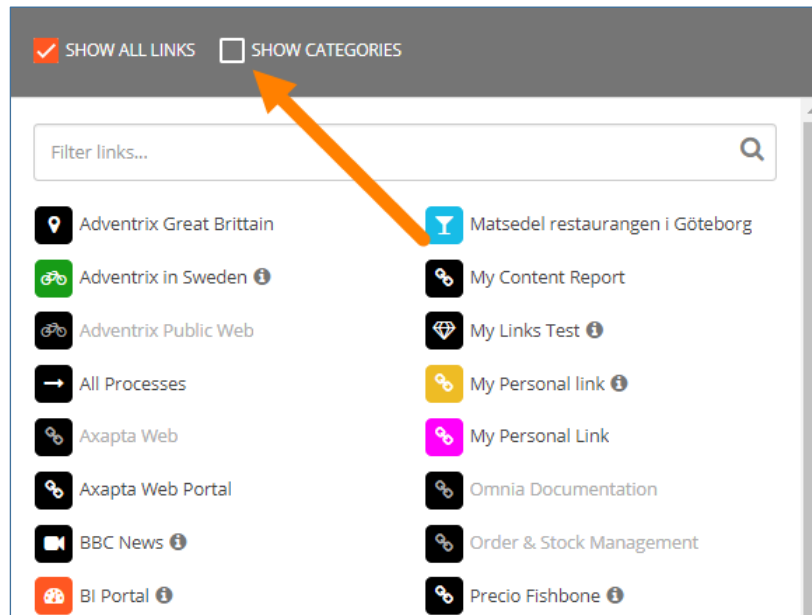 SHOW ALL LINKS
SHOW CATEGORIES
Filter links...
Adventrix Great Brittain
Adventrix in Sweden
Adventrix Public Web
All Processes
Axapta Web
Axapta Web Portal
BBC News
BI Portal
Matsedel restaurangen i Göteborg
My Content Report
My Links Test
My Personal link
My Personal Link
Omnia Documentation
Order & Stock Management
Precio Fishbone